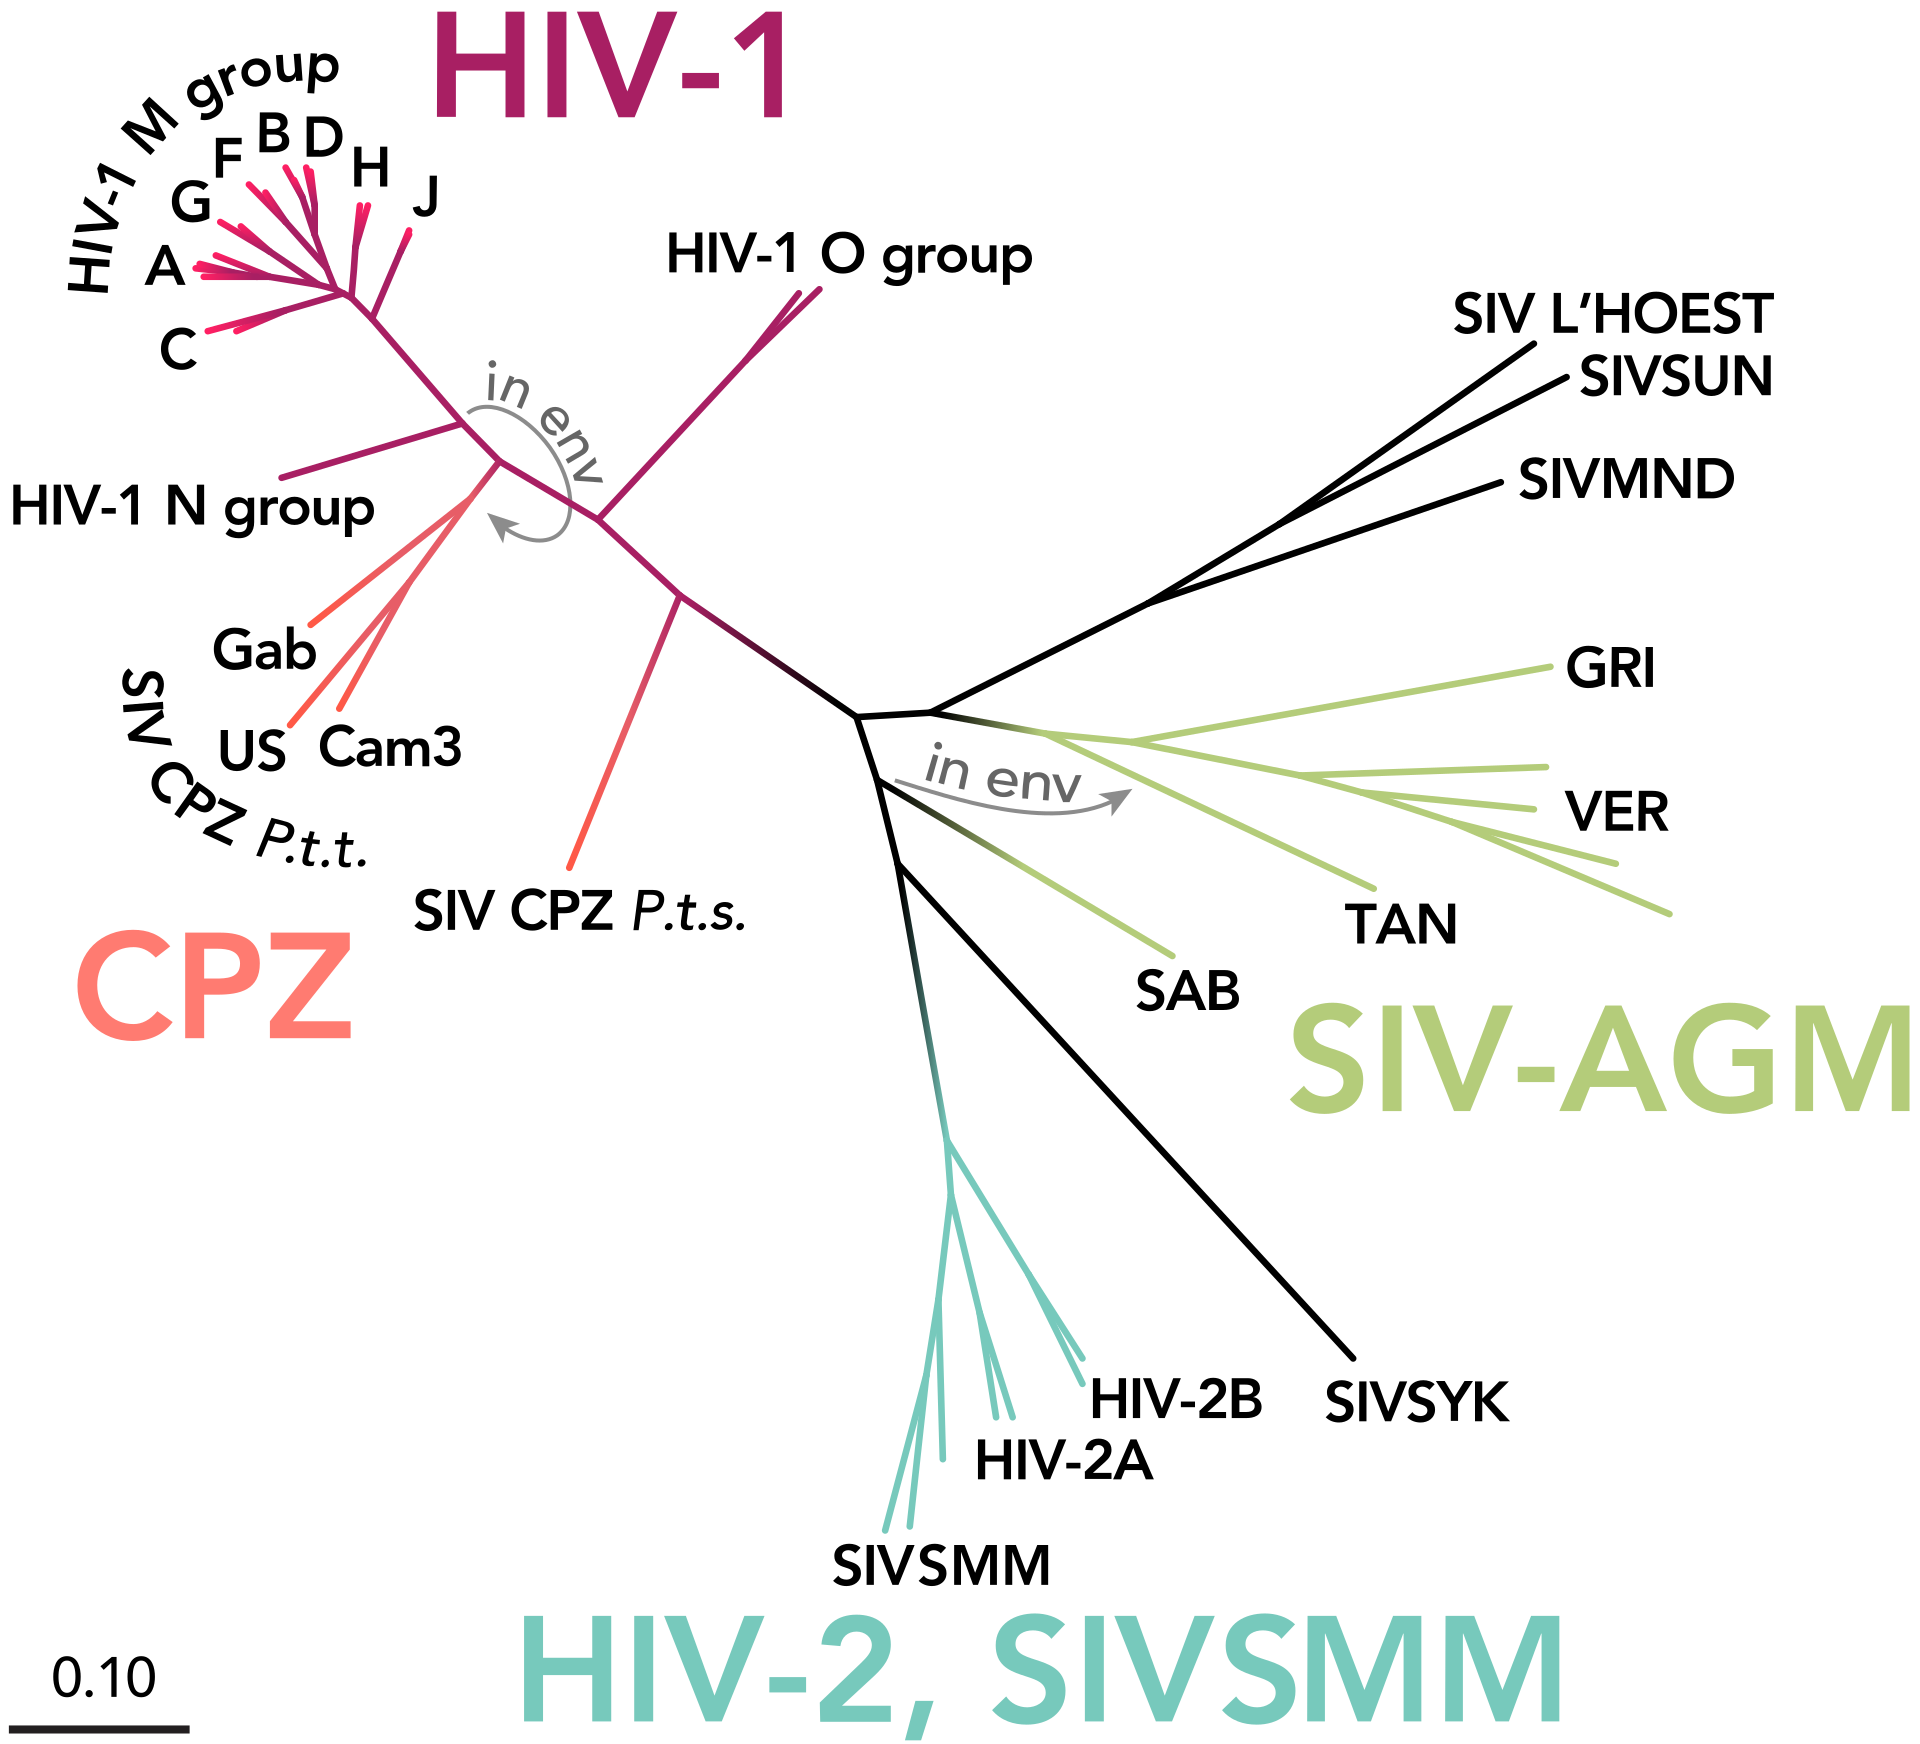 HIV-1
HIV-1 M group
B
D
F
H
G
J
A
C
HIV-1 O group
SIV L’HOEST
SIVSUN
in env
SIVMND
HIV-1 N group
Gab
GRI
SIV CPZ P.t.t.
US
Cam3
in env
VER
SIV CPZ P.t.s.
TAN
CPZ
SAB
SIV-AGM
HIV-2B
SIVSYK
HIV-2A
SIVSMM
HIV-2, SIVSMM
0.10